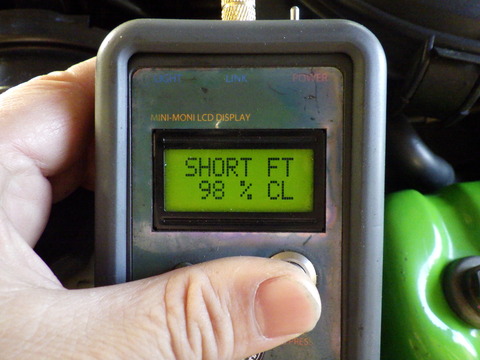 LIGHT LINK POWER
MINI-MONI LCD DISPLAY
SHORT FT
98 % CL